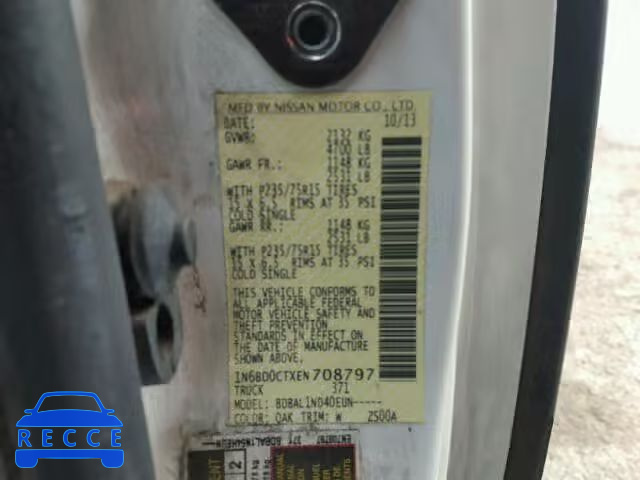 MFD BY NISSAN MOTOR CO., LTD.
DATE: 10/13
GVWR: 2132 KG
4700 LB
GAWR FR.: 1148 KG
2531 LB
WITH P235/75R15 TIRES
15 X 6.5 RIMS AT 35 PSI
COLD SINGLE
GAWR RR.: 1148 KG
2531 LB
WITH P235/75R15 TIRES
15 X 6.5 RIMS AT 35 PSI
COLD SINGLE
THIS VEHICLE CONFORMS TO
ALL APPLICABLE FEDERAL
MOTOR VEHICLE SAFETY AND
THEFT PREVENTION
STANDARDS IN EFFECT ON
THE DATE OF MANUFACTURE
SHOWN ABOVE.
1N6BD0CTXEN708797
TRUCK 371
MODEL: BDBAL1N04DEUN-----
COLOR: QAK TRIM: W 2500A
EN708797 371
RECCE
.COM